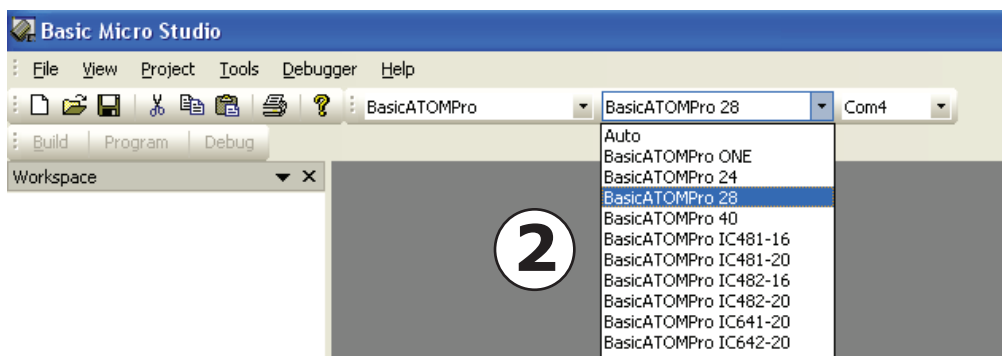 Basic Micro Studio
File View Project Tools Debugger Help
BasicATOMPro BasicATOMPro 28 Com4
Build Program Debug
Workspace
Auto
BasicATOMPro ONE
BasicATOMPro 24
BasicATOMPro 28
BasicATOMPro 40
BasicATOMPro IC481-16
BasicATOMPro IC481-20
BasicATOMPro IC482-16
BasicATOMPro IC482-20
BasicATOMPro IC641-20
BasicATOMPro IC642-20
2